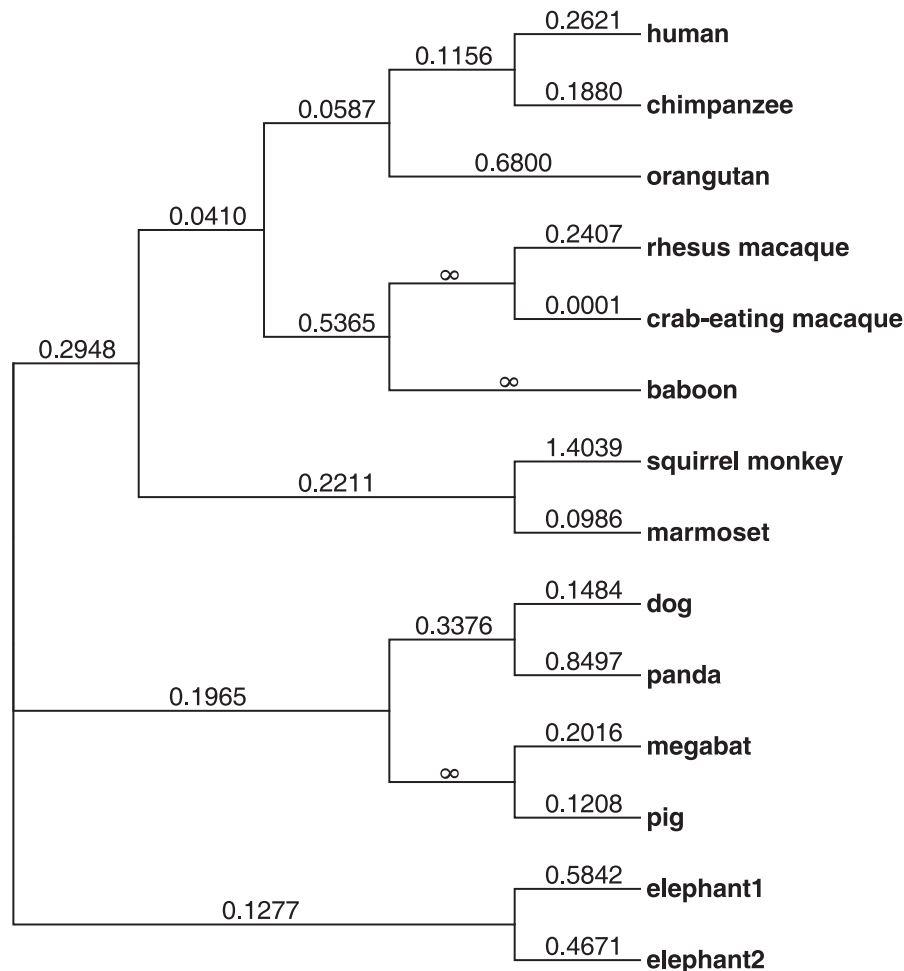 0.2621
human
0.1156
0.1880
chimpanzee
0.0587
0.6800
orangutan
0.0410
0.2407
rhesus macaque
∞
0.0001
crab-eating macaque
0.5365
0.2948
∞
baboon
1.4039
squirrel monkey
0.2211
0.0986
marmoset
0.1484
dog
0.3376
0.8497
panda
0.1965
0.2016
megabat
∞
0.1208
pig
0.5842
elephant1
0.1277
0.4671
elephant2